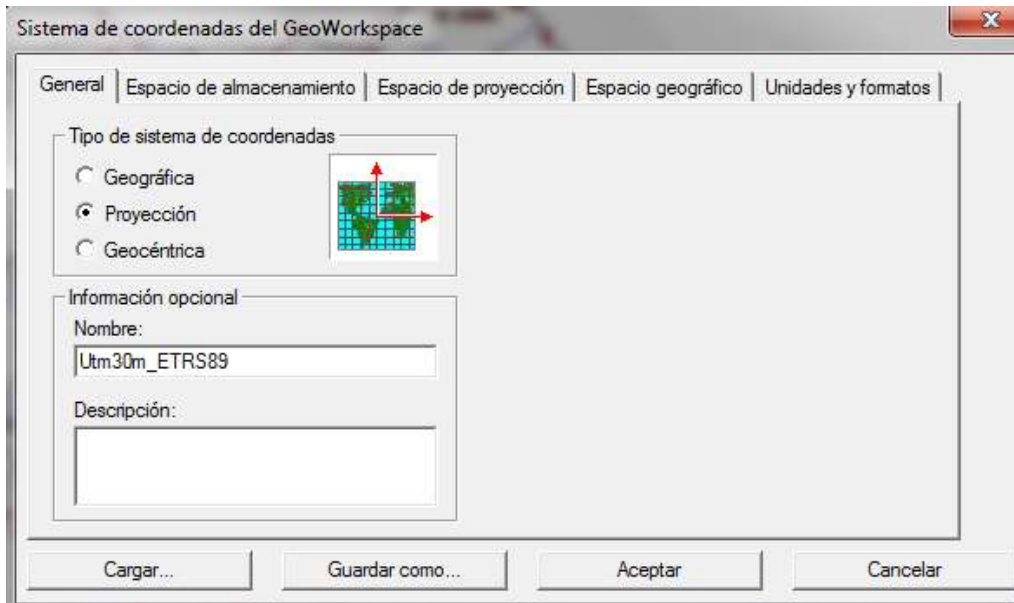 Sistema de coordenadas del GeoWorkspace
General Espacio de almacenamiento Espacio de proyección Espacio geográfico Unidades y formatos
Tipo de sistema de coordenadas
Geográfica
Proyección
Geocéntrica
Información opcional
Nombre:
Utm30m_ETRS89
Descripción:
Cargar... Guardar como... Aceptar Cancelar